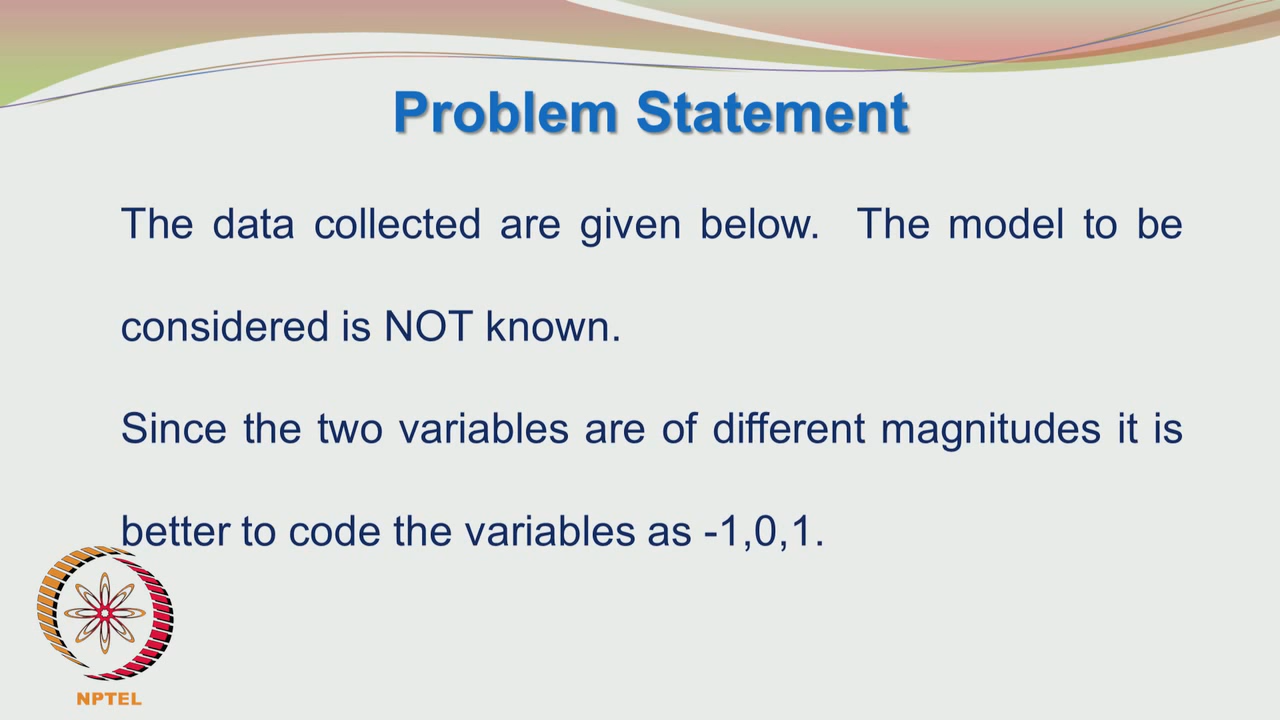 Problem Statement
The data collected are given below. The model to be
considered is NOT known.
Since the two variables are of different magnitudes it is
better to code the variables as -1,0,1.
NPTEL